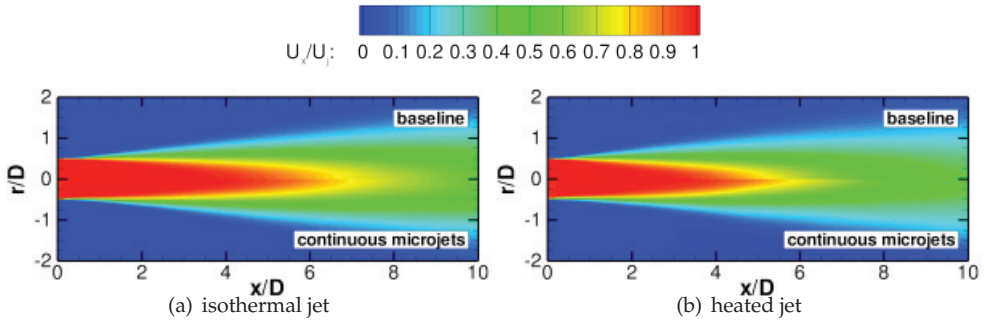 U_x/U_j: 0 0.1 0.2 0.3 0.4 0.5 0.6 0.7 0.8 0.9 1
2
1
0
-1
-2
r/D
baseline
continuous microjets
0 2 4 6 8 10
x/D
(a) isothermal jet
2
1
0
-1
-2
r/D
baseline
continuous microjets
0 2 4 6 8 10
x/D
(b) heated jet